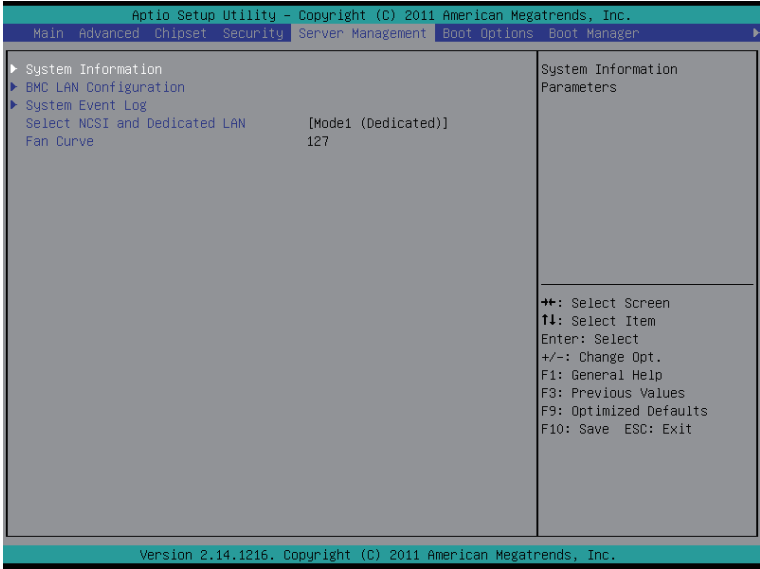 Aptio Setup Utility – Copyright (C) 2011 American Megatrends, Inc.
Main Advanced Chipset Security Server Management Boot Options Boot Manager
System Information
BMC LAN Configuration
System Event Log
Select NCSI and Dedicated LAN [Mode1 (Dedicated)]
Fan Curve 127
System Information
Parameters
→←: Select Screen
↑↓: Select Item
Enter: Select
+/-: Change Opt.
F1: General Help
F3: Previous Values
F9: Optimized Defaults
F10: Save ESC: Exit
Version 2.14.1216. Copyright (C) 2011 American Megatrends, Inc.